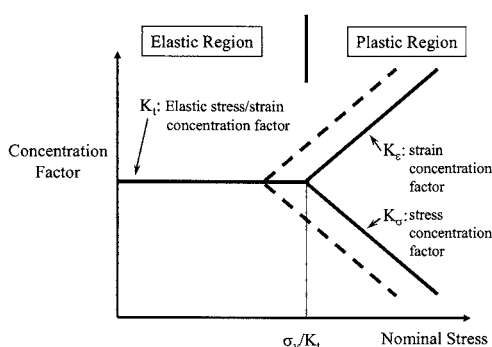 Elastic Region
Plastic Region
Kt: Elastic stress/strain
concentration factor
Concentration
Factor
Kε: strain
concentration
factor
Kσ: stress
concentration
factor
σy/Kt
Nominal Stress